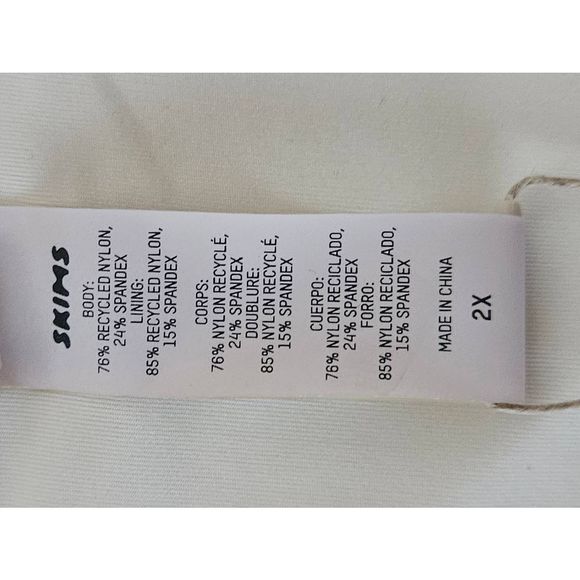 SKIMS
BODY:
76% RECYCLED NYLON,
24% SPANDEX
LINING:
85% RECYCLED NYLON,
15% SPANDEX
CORPS:
76% NYLON RECYCLÉ,
24% SPANDEX
DOUBLURE:
85% NYLON RECYCLÉ,
15% SPANDEX
CUERPO:
76% NYLON RECICLADO,
24% SPANDEX
FORRO:
85% NYLON RECICLADO,
15% SPANDEX
MADE IN CHINA
2X